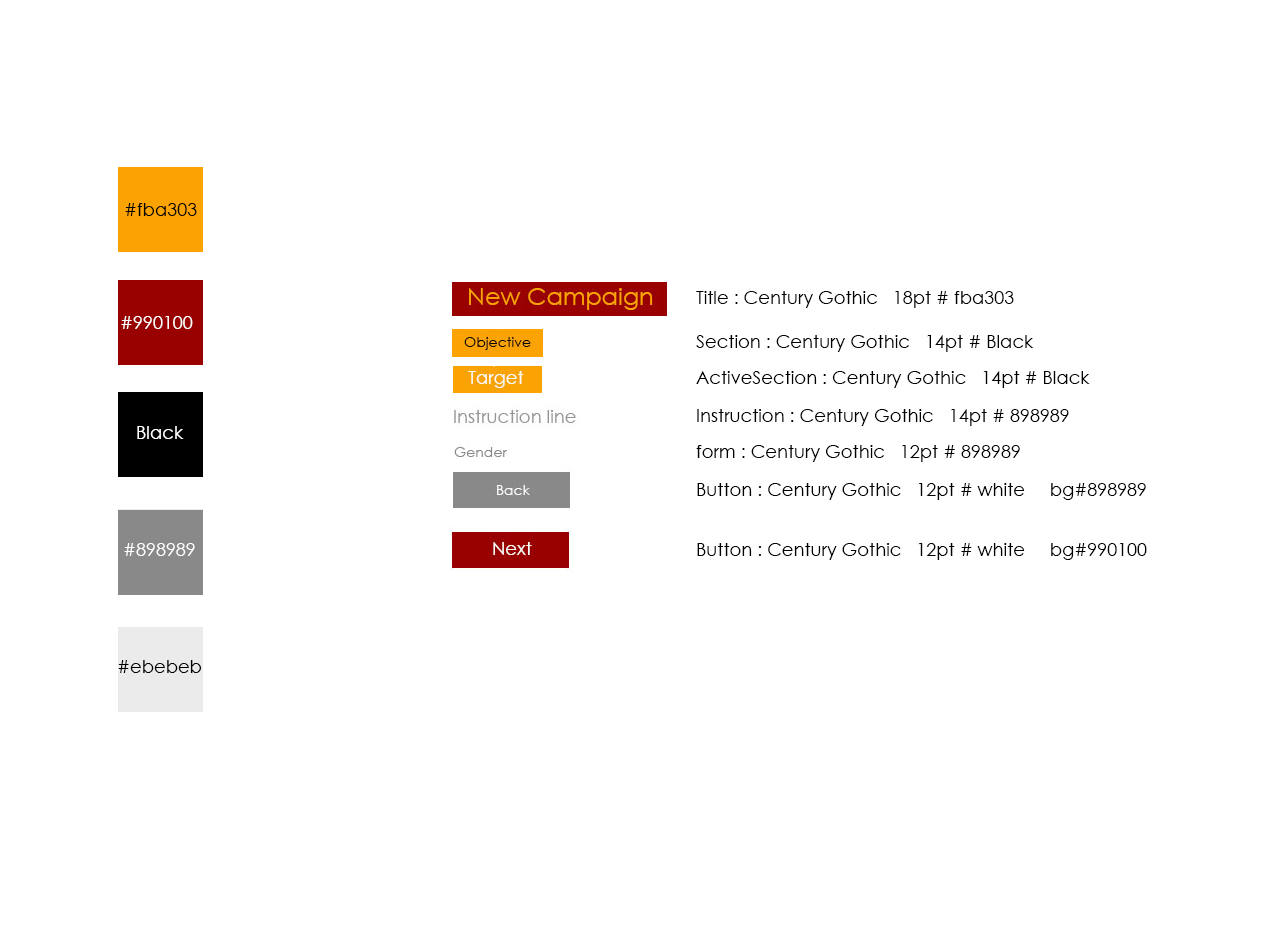 #fba303
#990100
Black
#898989
#ebebeb
New Campaign Title : Century Gothic 18pt # fba303
Objective Section : Century Gothic 14pt # Black
Target ActiveSection : Century Gothic 14pt # Black
Instruction line Instruction : Century Gothic 14pt # 898989
Gender form : Century Gothic 12pt # 898989
Back Button : Century Gothic 12pt # white bg#898989
Next Button : Century Gothic 12pt # white bg#990100